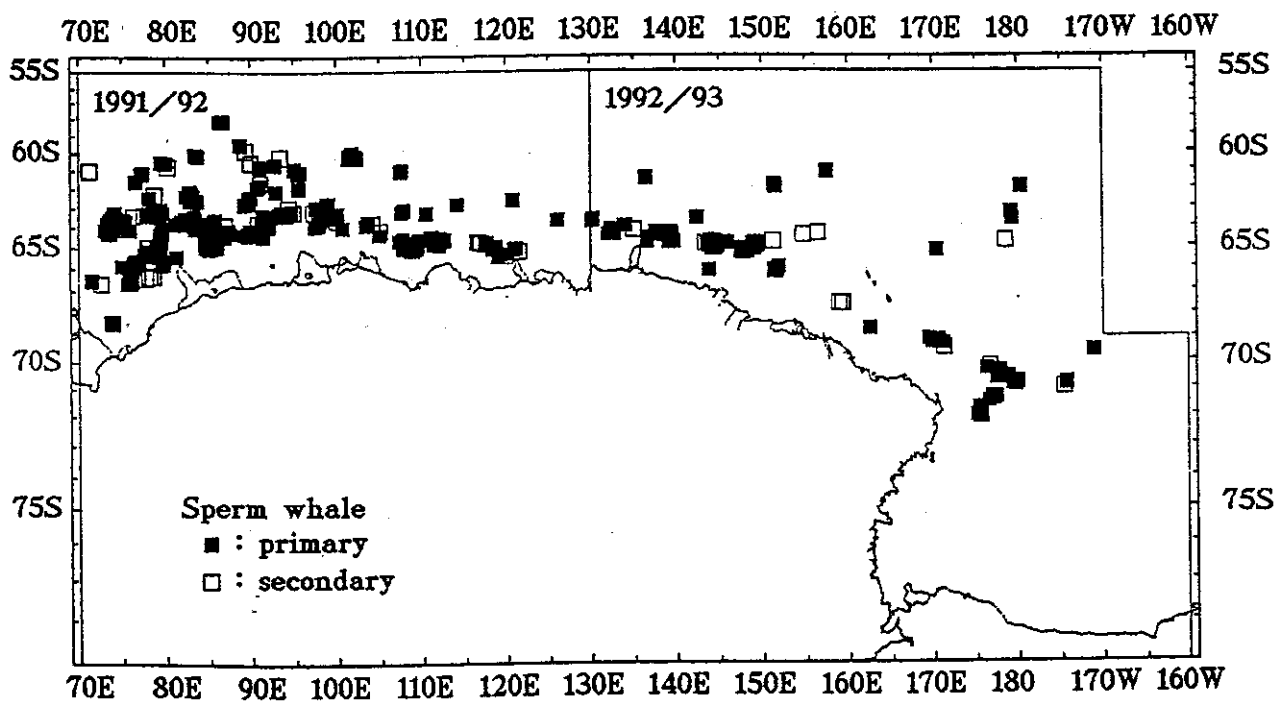 70E 80E 90E 100E 110E 120E 130E 140E 150E 160E 170E 180 170W 160W
55S 55S
1991/92 1992/93
60S 60S
65S 65S
70S 70S
75S 75S
Sperm whale
■ : primary
□ : secondary
70E 80E 90E 100E 110E 120E 130E 140E 150E 160E 170E 180 170W 160W